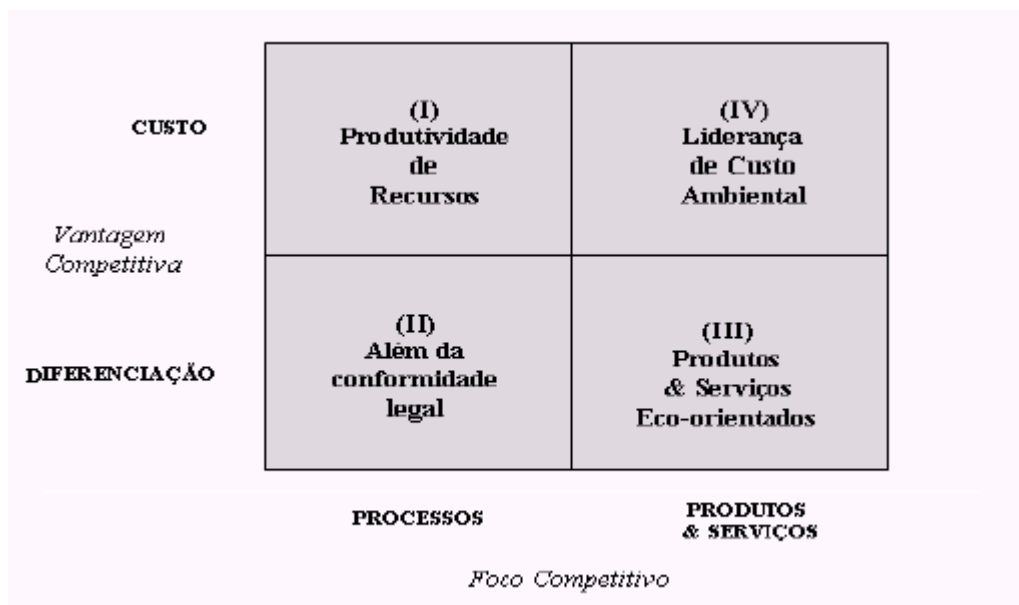 CUSTO
(I)
Produtividade
de
Recursos
(IV)
Liderança
de Custo
Ambiental
Vantagem
Competitiva
DIFERENCIAÇÃO
(II)
Além da
conformidade
legal
(III)
Produtos
& Serviços
Eco-orientados
PROCESSOS
PRODUTOS
& SERVIÇOS
Foco Competitivo